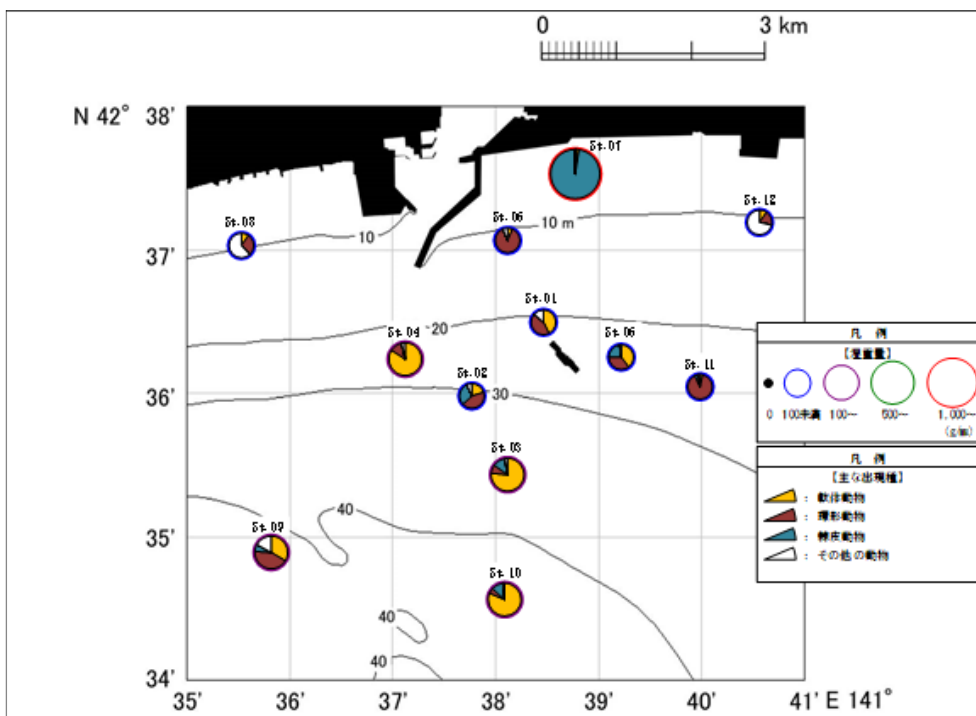 0 3 km
N 42° 38'
St.07
St.12
St.08
St.06
10
10 m
37'
St.01
St.04
20
St.06
St.11
St.02
凡 例
【湿重量】
36'
30
0 100未満 100~ 500~ 1,000~
(g/㎡)
St.03
凡 例
【主な出現種】
: 軟体動物
: 環形動物
: 棘皮動物
: その他の動物
40
St.09
35'
St.10
40
40
34'
35' 36' 37' 38' 39' 40' 41' E 141°